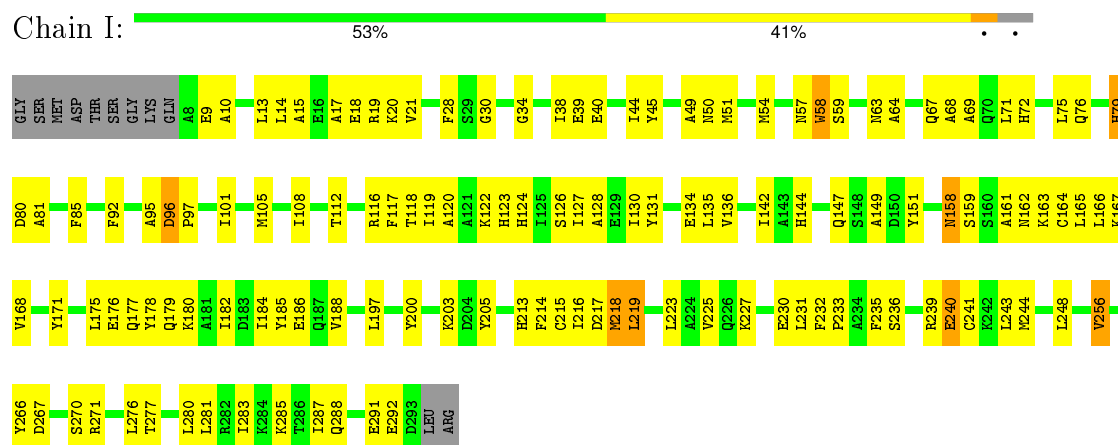 Chain I:
53% 41% • •
GLY SER MET ASP THR SER GLY LYS GLN A8 E9 A10 L13 L14 A15 E16 A17 E18 R19 K20 V21 F28 S29 G30 G34 I38 E39 E40 I44 Y45 A49 N50 M51 M54 N57 W58 S59 N63 A64 Q67 A68 A69 Q70 L71 H72 L75 Q76 H79
D80 A81 F85 F92 A95 D96 P97 I101 M105 I108 T112 R116 F117 T118 I119 A120 A121 K122 H123 H124 I125 S126 I127 A128 E129 I130 Y131 E134 L135 V136 I142 A143 H144 Q147 S148 A149 D150 Y151 N158 S159 S160 A161 N162 K163 C164 L165 L166 K167
V168 Y171 L175 E176 Q177 Y178 Q179 K180 A181 I182 D183 I184 Y185 E186 Q187 V188 L197 Y200 K203 D204 Y205 H213 F214 C215 I216 D217 M218 L219 L223 A224 V225 Q226 K227 E230 L231 F232 P233 A234 F235 S236 R239 E240 C241 K242 L243 M244 L248 V256
Y266 D267 S270 R271 L276 T277 L280 L281 R282 I283 K284 K285 T286 I287 Q288 E291 E292 D293 LEU ARG